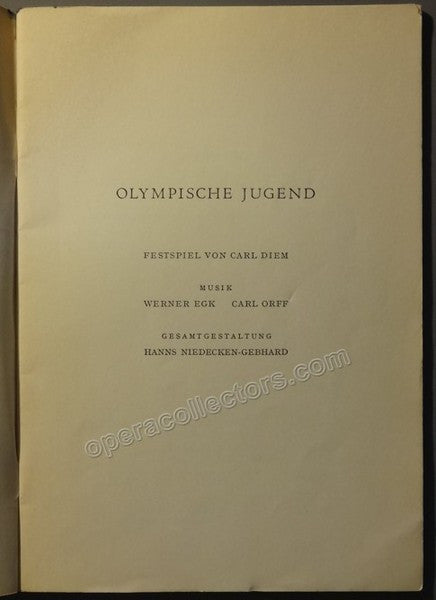 OLYMPISCHE JUGEND
FESTSPIEL VON CARL DIEM
MUSIK
WERNER EGK CARL ORFF
GESAMTGESTALTUNG
HANNS NIEDECKEN-GEBHARD
operacollectors.com